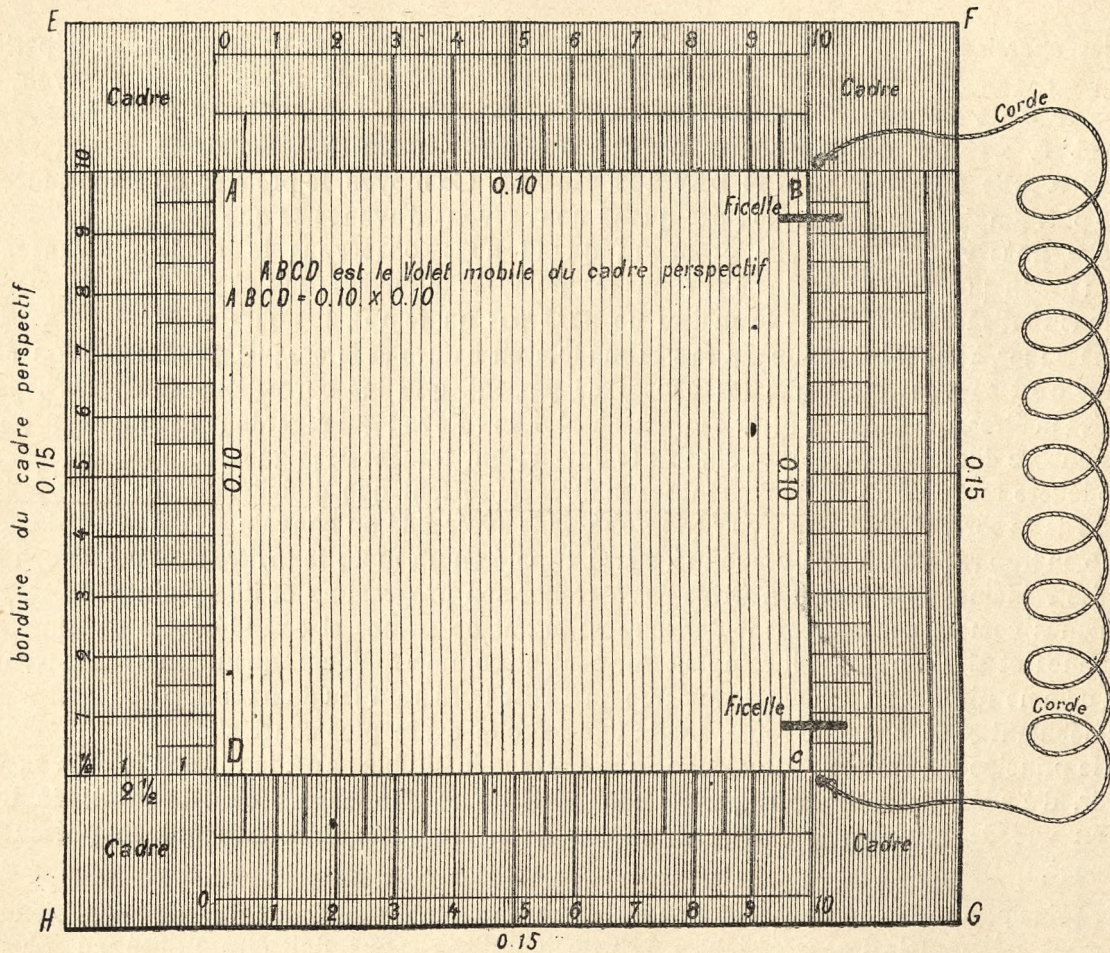 E F
0 1 2 3 4 5 6 7 8 9 10
Cadre Cadre
Corde
10
A 0.10 B
Ficelle
9
ABCD est le Volet mobile du cadre perspectif
ABCD = 0.10 × 0.10
8
7
6
5
4
3
2
1
bordure du cadre perspectif
0.15
0.10
0.10
0.15
Ficelle
Corde
D c
½ 1 1
2 ½
Cadre Cadre
0 1 2 3 4 5 6 7 8 9 10
H G
0.15